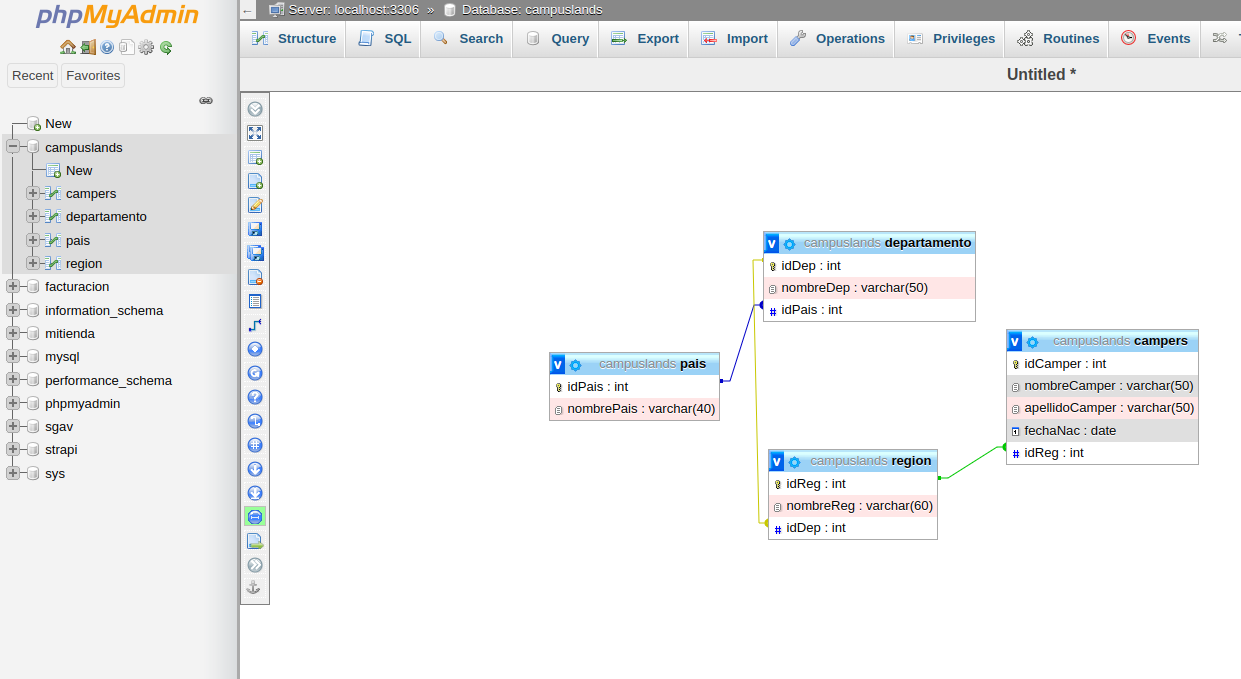 phpMyAdmin
Recent Favorites
New
campuslands
New
campers
departamento
pais
region
facturacion
information_schema
mitienda
mysql
performance_schema
phpmyadmin
sgav
strapi
sys
← Server: localhost:3306 » Database: campuslands
Structure SQL Search Query Export Import Operations Privileges Routines Events
Untitled *
v campuslands departamento
idDep : int
nombreDep : varchar(50)
# idPais : int
v campuslands pais
idPais : int
nombrePais : varchar(40)
v campuslands campers
idCamper : int
nombreCamper : varchar(50)
apellidoCamper : varchar(50)
fechaNac : date
# idReg : int
v campuslands region
idReg : int
nombreReg : varchar(60)
# idDep : int